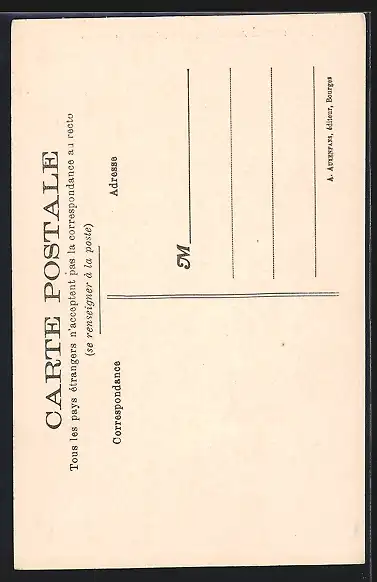 CARTE POSTALE
Tous les pays étrangers n'acceptent pas la correspondance au recto
(se renseigner à la poste)
Correspondance
Adresse
M
A. AUXENFANS, éditeur, Bourges